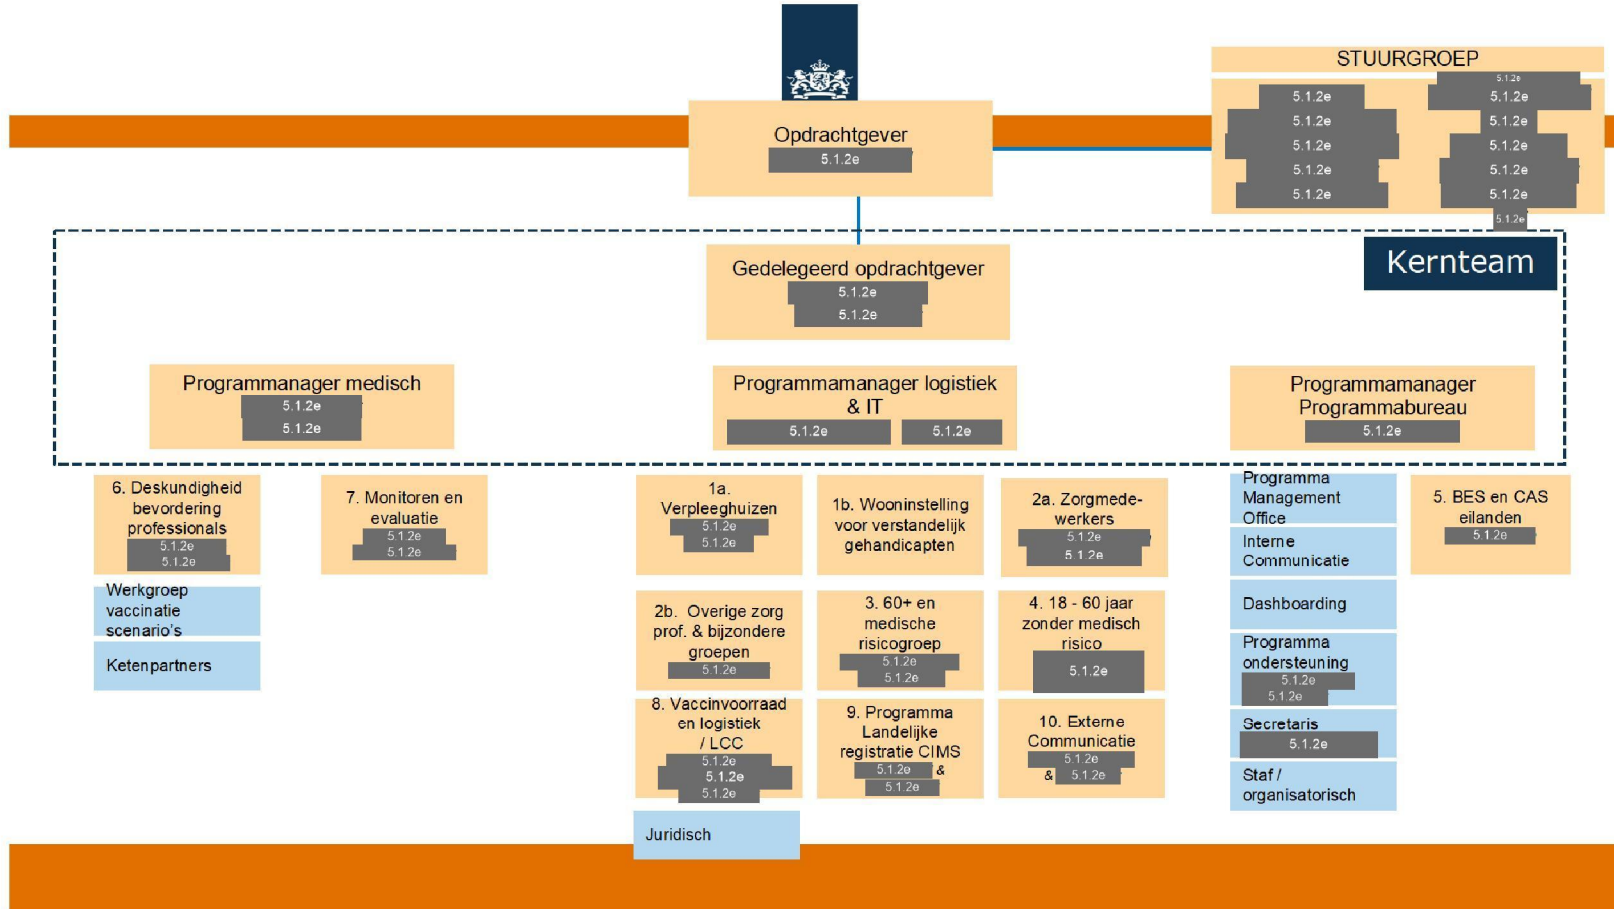 STUURGROEP
5.1.2e
5.1.2e
5.1.2e
5.1.2e
5.1.2e
5.1.2e
5.1.2e
5.1.2e
5.1.2e
5.1.2e
5.1.2e
5.1.2e
Opdrachtgever
5.1.2e
Kernteam
Gedelegeerd opdrachtgever
5.1.2e
5.1.2e
Programmanager medisch
5.1.2e
5.1.2e
Programmamanager logistiek
& IT
5.1.2e 5.1.2e
Programmamanager
Programmabureau
5.1.2e
6. Deskundigheid
bevordering
professionals
5.1.2e
5.1.2e
7. Monitoren en
evaluatie
5.1.2e
5.1.2e
1a.
Verpleeghuizen
5.1.2e
5.1.2e
1b. Wooninstelling
voor verstandelijk
gehandicapten
2a. Zorgmede-
werkers
5.1.2e
5.1.2e
Programma
Management
Office
5. BES en CAS
eilanden
5.1.2e
Interne
Communicatie
Werkgroep
vaccinatie
scenario's
Ketenpartners
2b. Overige zorg
prof. & bijzondere
groepen
5.1.2e
3. 60+ en
medische
risicogroep
5.1.2e
5.1.2e
4. 18 - 60 jaar
zonder medisch
risico
5.1.2e
Dashboarding
Programma
ondersteuning
5.1.2e
5.1.2e
8. Vaccinvoorraad
en logistiek
/ LCC
5.1.2e
5.1.2e
5.1.2e
9. Programma
Landelijke
registratie CIMS
5.1.2e &
5.1.2e
10. Externe
Communicatie
5.1.2e
& 5.1.2e
Secretaris
5.1.2e
Staf /
organisatorisch
Juridisch